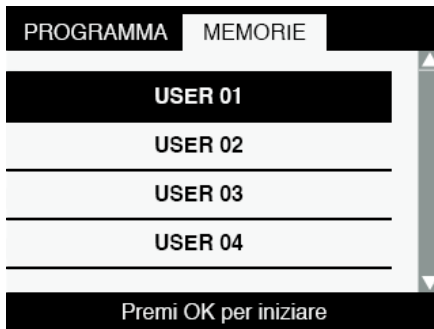 PROGRAMMA MEMORIE
USER 01
USER 02
USER 03
USER 04
Premi OK per iniziare